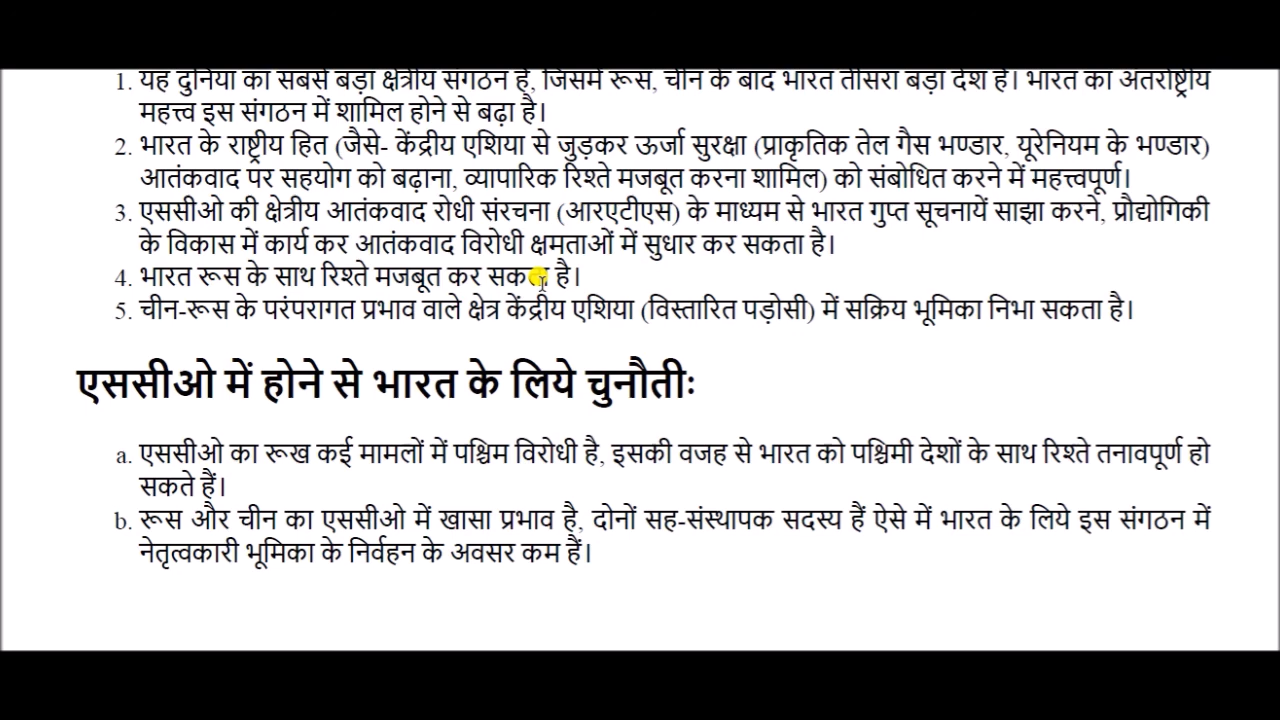 1. यह दुनिया का सबसे बड़ा क्षेत्रीय संगठन है, जिसमें रूस, चीन के बाद भारत तीसरा बड़ा देश है। भारत का अंतर्राष्ट्रीय
महत्त्व इस संगठन में शामिल होने से बढ़ा है।
2. भारत के राष्ट्रीय हित (जैसे- केंद्रीय एशिया से जुड़कर ऊर्जा सुरक्षा (प्राकृतिक तेल गैस भण्डार, यूरेनियम के भण्डार)
आतंकवाद पर सहयोग को बढ़ाना, व्यापारिक रिश्ते मजबूत करना शामिल) को संबोधित करने में महत्त्वपूर्ण।
3. एससीओ की क्षेत्रीय आतंकवाद रोधी संरचना (आरएटीएस) के माध्यम से भारत गुप्त सूचनायें साझा करने, प्रौद्योगिकी
के विकास में कार्य कर आतंकवाद विरोधी क्षमताओं में सुधार कर सकता है।
4. भारत रूस के साथ रिश्ते मजबूत कर सकता है।
5. चीन-रूस के परंपरागत प्रभाव वाले क्षेत्र केंद्रीय एशिया (विस्तारित पड़ोसी) में सक्रिय भूमिका निभा सकता है।
एससीओ में होने से भारत के लिये चुनौतीः
a. एससीओ का रूख कई मामलों में पश्चिम विरोधी है, इसकी वजह से भारत को पश्चिमी देशों के साथ रिश्ते तनावपूर्ण हो
सकते हैं।
b. रूस और चीन का एससीओ में खासा प्रभाव है, दोनों सह-संस्थापक सदस्य हैं ऐसे में भारत के लिये इस संगठन में
नेतृत्वकारी भूमिका के निर्वहन के अवसर कम हैं।